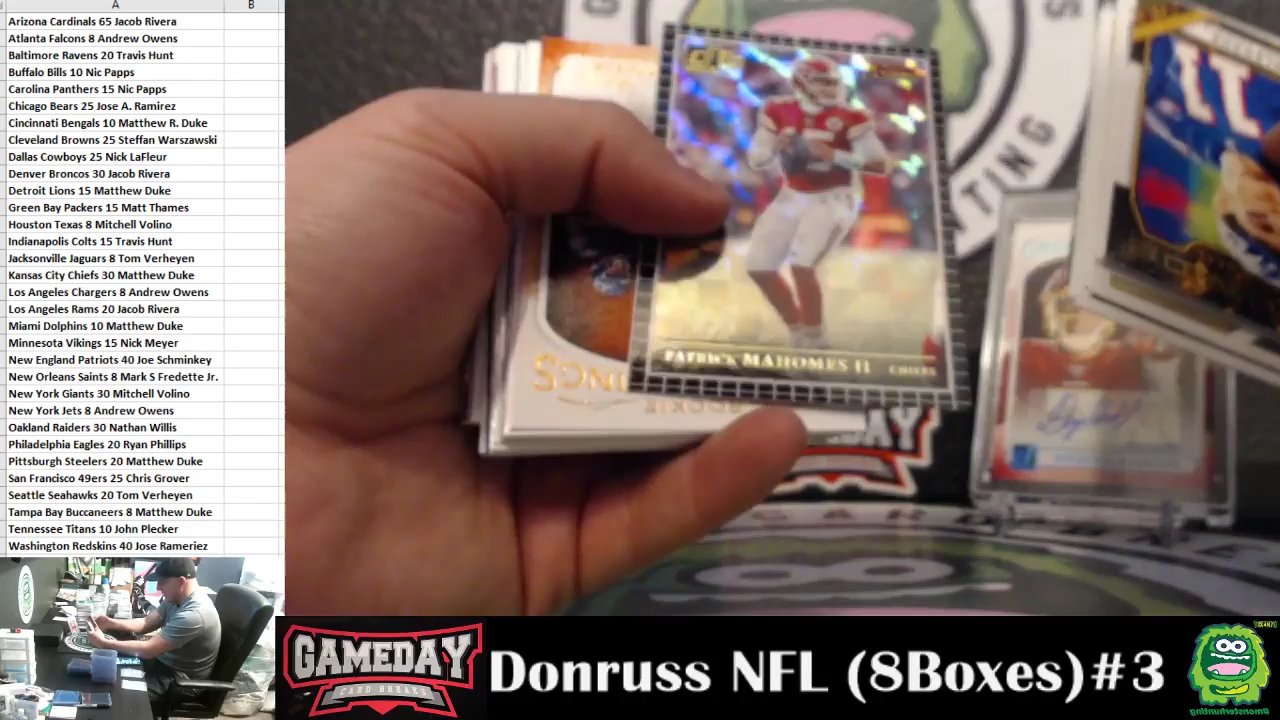 A
B
Arizona Cardinals 65 Jacob Rivera
Atlanta Falcons 8 Andrew Owens
Baltimore Ravens 20 Travis Hunt
Buffalo Bills 10 Nic Papps
Carolina Panthers 15 Nic Papps
Chicago Bears 25 Jose A. Ramirez
Cincinnati Bengals 10 Matthew R. Duke
Cleveland Browns 25 Steffan Warszawski
Dallas Cowboys 25 Nick LaFleur
Denver Broncos 30 Jacob Rivera
Detroit Lions 15 Matthew Duke
Green Bay Packers 15 Matt Thames
Houston Texas 8 Mitchell Volino
Indianapolis Colts 15 Travis Hunt
Jacksonville Jaguars 8 Tom Verheyen
Kansas City Chiefs 30 Matthew Duke
Los Angeles Chargers 8 Andrew Owens
Los Angeles Rams 20 Jacob Rivera
Miami Dolphins 10 Matthew Duke
Minnesota Vikings 15 Nick Meyer
New England Patriots 40 Joe Schminkey
New Orleans Saints 8 Mark S Fredette Jr.
New York Giants 30 Mitchell Volino
New York Jets 8 Andrew Owens
Oakland Raiders 30 Nathan Willis
Philadelphia Eagles 20 Ryan Phillips
Pittsburgh Steelers 20 Matthew Duke
San Francisco 49ers 25 Chris Grover
Seattle Seahawks 20 Tom Verheyen
Tampa Bay Buccaneers 8 Matthew Duke
Tennessee Titans 10 John Plecker
Washington Redskins 40 Jose Rameriez
PATRICK MAHOMES II
CHIEFS
GAMEDAY
CARD BREAKS
Donruss NFL (8Boxes)#3
#monsterhunting